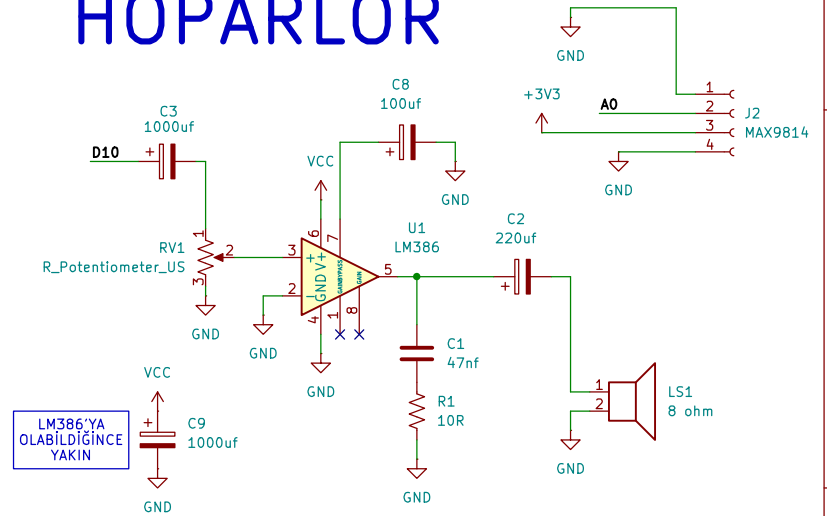 HOPARLOR
GND
+3V3
A0
1
2
3
4
J2
MAX9814
GND
C3
1000uf
D10
+
C8
100uf
+
GND
VCC
U1
LM386
C2
220uf
+
RV1
R_Potentiometer_US
1
2
3
GND
6
7
3
2
4
1
8
5
+
-
V+
GND
BYPASS
GAIN
GAIN
GND
GND
C1
47nf
R1
10R
GND
1
2
LS1
8 ohm
GND
VCC
+
C9
1000uf
GND
LM386'YA
OLABİLDİĞİNCE
YAKIN